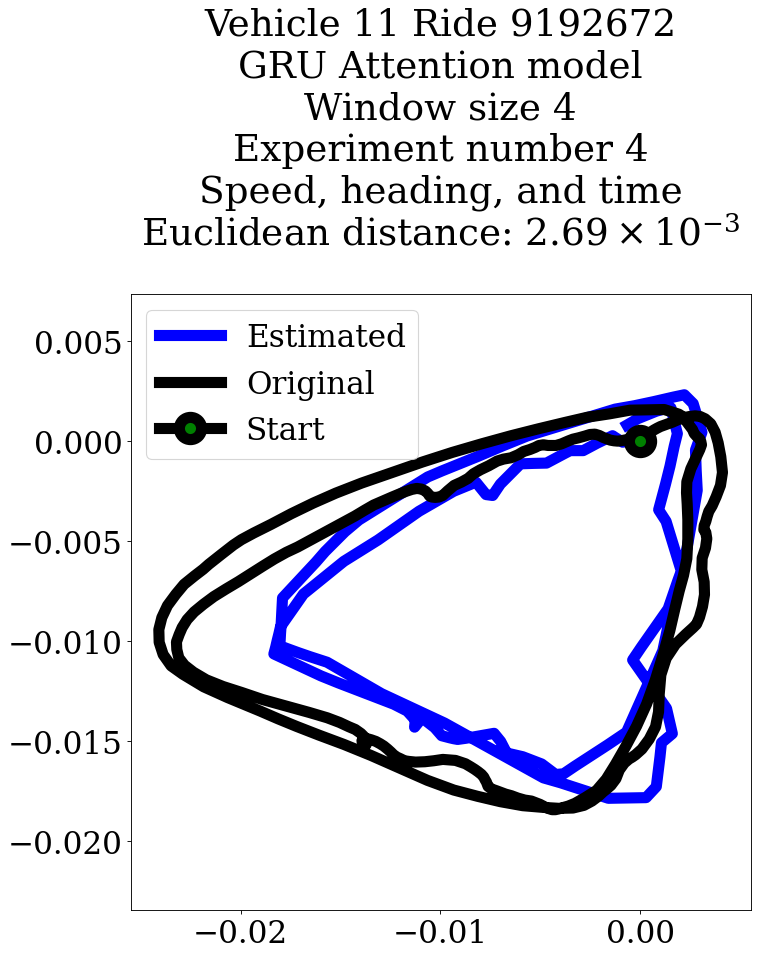 Vehicle 11 Ride 9192672
GRU Attention model
Window size 4
Experiment number 4
Speed, heading, and time
Euclidean distance: 2.69 × 10⁻³
Estimated
Original
Start
0.005
0.000
−0.005
−0.010
−0.015
−0.020
−0.02
−0.01
0.00